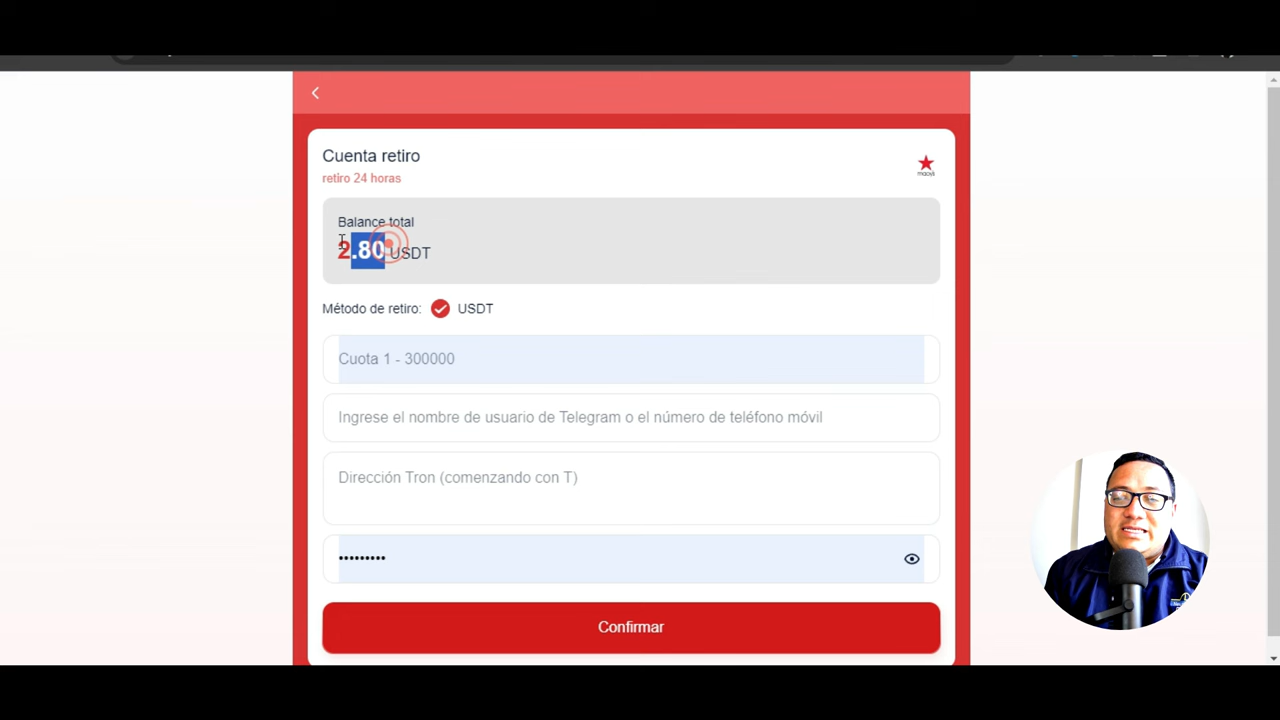 Cuenta retiro
retiro 24 horas
macys
Balance total
2.80 USDT
Método de retiro: USDT
Cuota 1 - 300000
Ingrese el nombre de usuario de Telegram o el número de teléfono móvil
Dirección Tron (comenzando con T)
•••••••••
Confirmar